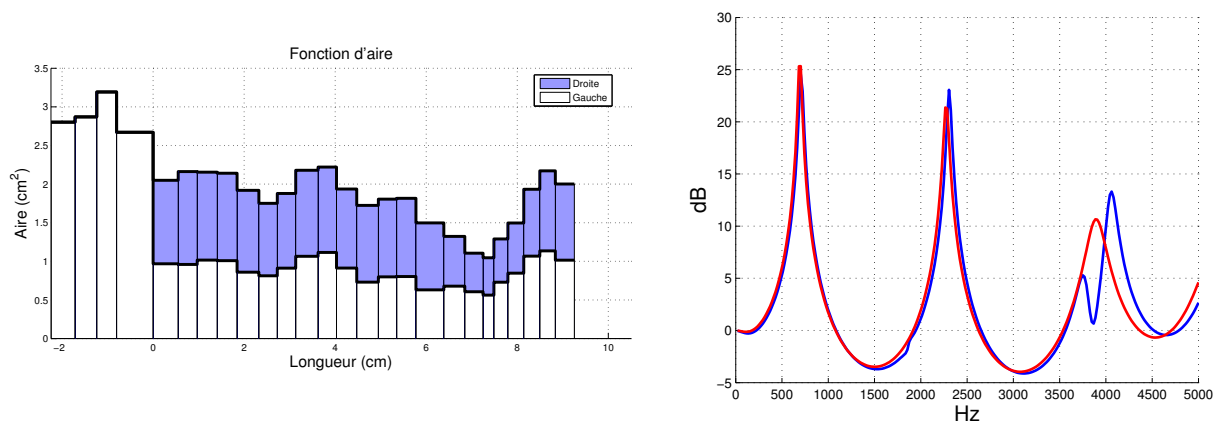 Fonction d'aire
3.5
3
2.5
2
1.5
1
0.5
0
Aire (cm2)
Droite
Gauche
−2 0 2 4 6 8 10
Longueur (cm)
30
25
20
15
10
5
0
−5
dB
0 500 1000 1500 2000 2500 3000 3500 4000 4500 5000
Hz